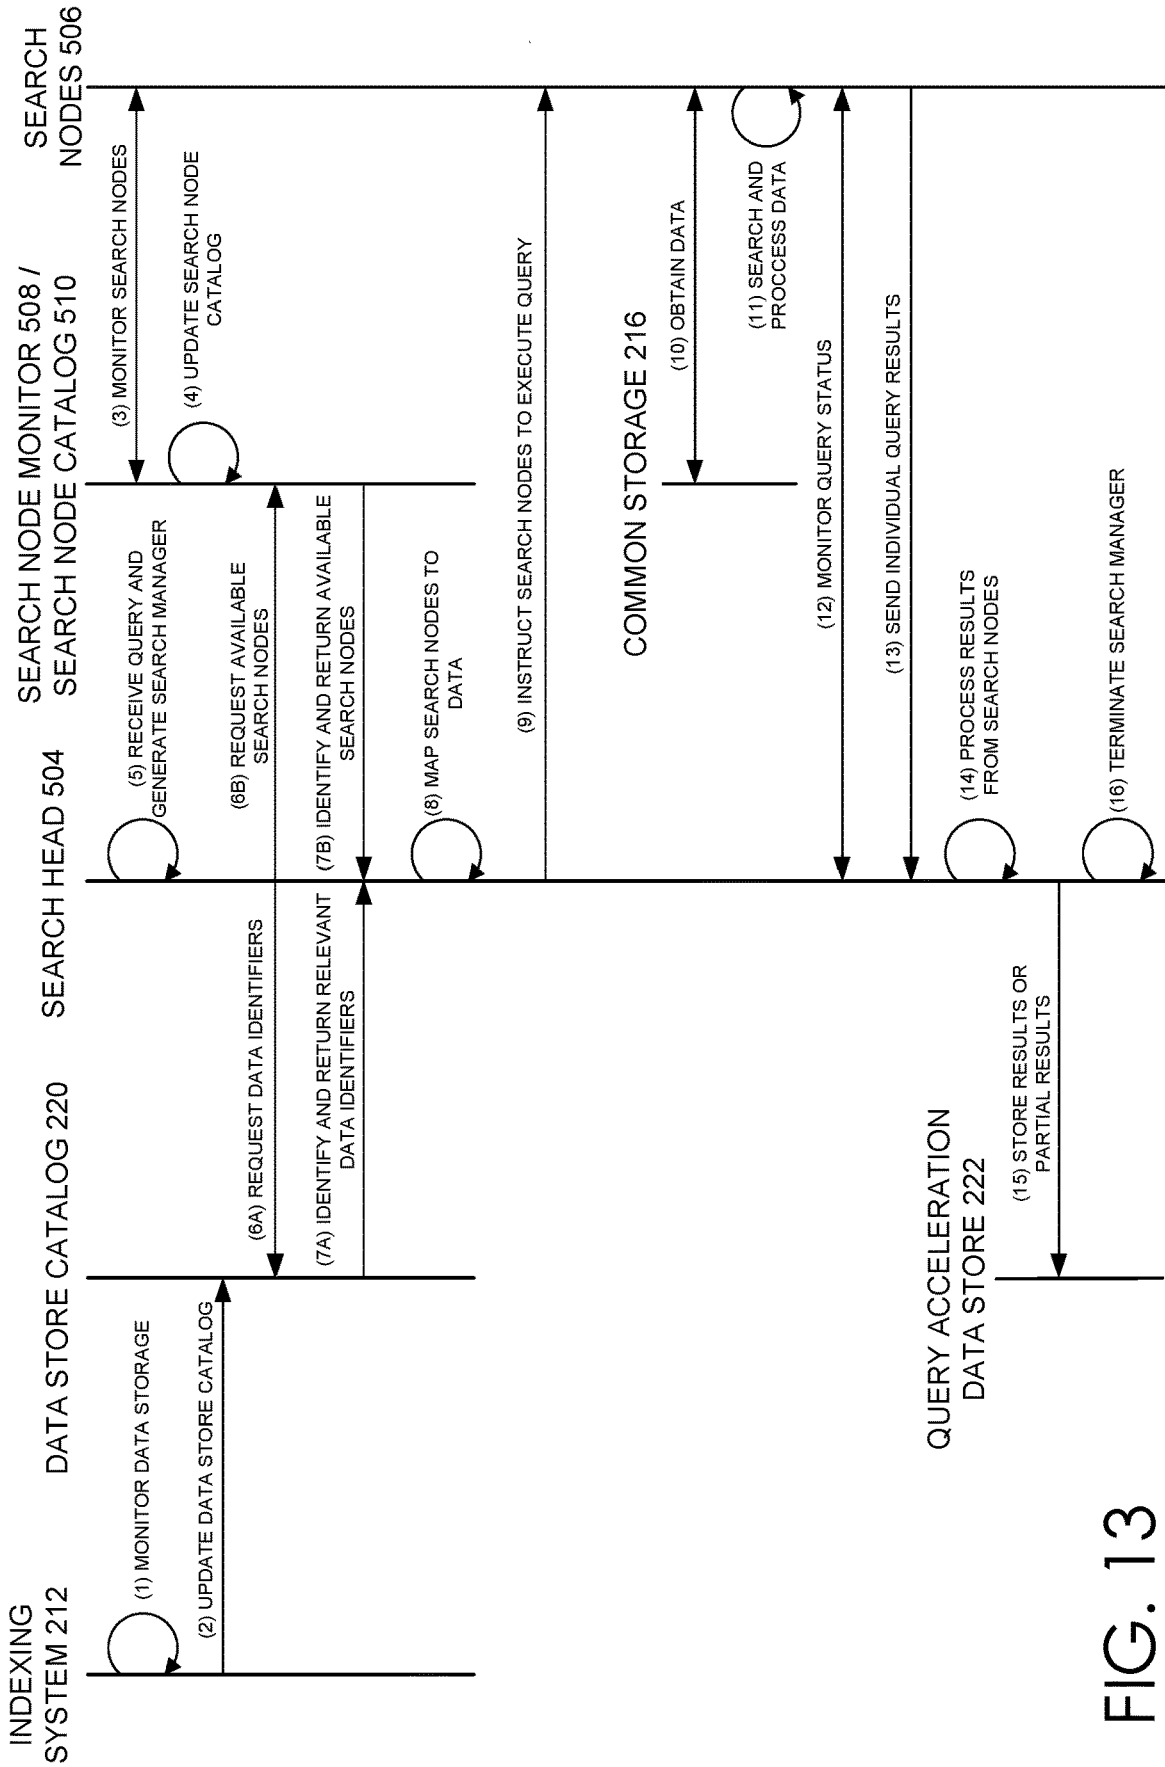 INDEXING
SYSTEM 212
DATA STORE CATALOG 220
SEARCH HEAD 504
SEARCH NODE MONITOR 508 /
SEARCH NODE CATALOG 510
SEARCH
NODES 506
(1) MONITOR DATA STORAGE
(2) UPDATE DATA STORE CATALOG
(3) MONITOR SEARCH NODES
(4) UPDATE SEARCH NODE
CATALOG
(5) RECEIVE QUERY AND
GENERATE SEARCH MANAGER
(6A) REQUEST DATA IDENTIFIERS
(6B) REQUEST AVAILABLE
SEARCH NODES
(7A) IDENTIFY AND RETURN RELEVANT
DATA IDENTIFIERS
(7B) IDENTIFY AND RETURN AVAILABLE
SEARCH NODES
(8) MAP SEARCH NODES TO
DATA
(9) INSTRUCT SEARCH NODES TO EXECUTE QUERY
COMMON STORAGE 216
(10) OBTAIN DATA
(11) SEARCH AND
PROCCESS DATA
(12) MONITOR QUERY STATUS
(13) SEND INDIVIDUAL QUERY RESULTS
(14) PROCESS RESULTS
FROM SEARCH NODES
QUERY ACCELERATION
DATA STORE 222
(15) STORE RESULTS OR
PARTIAL RESULTS
(16) TERMINATE SEARCH MANAGER
FIG. 13